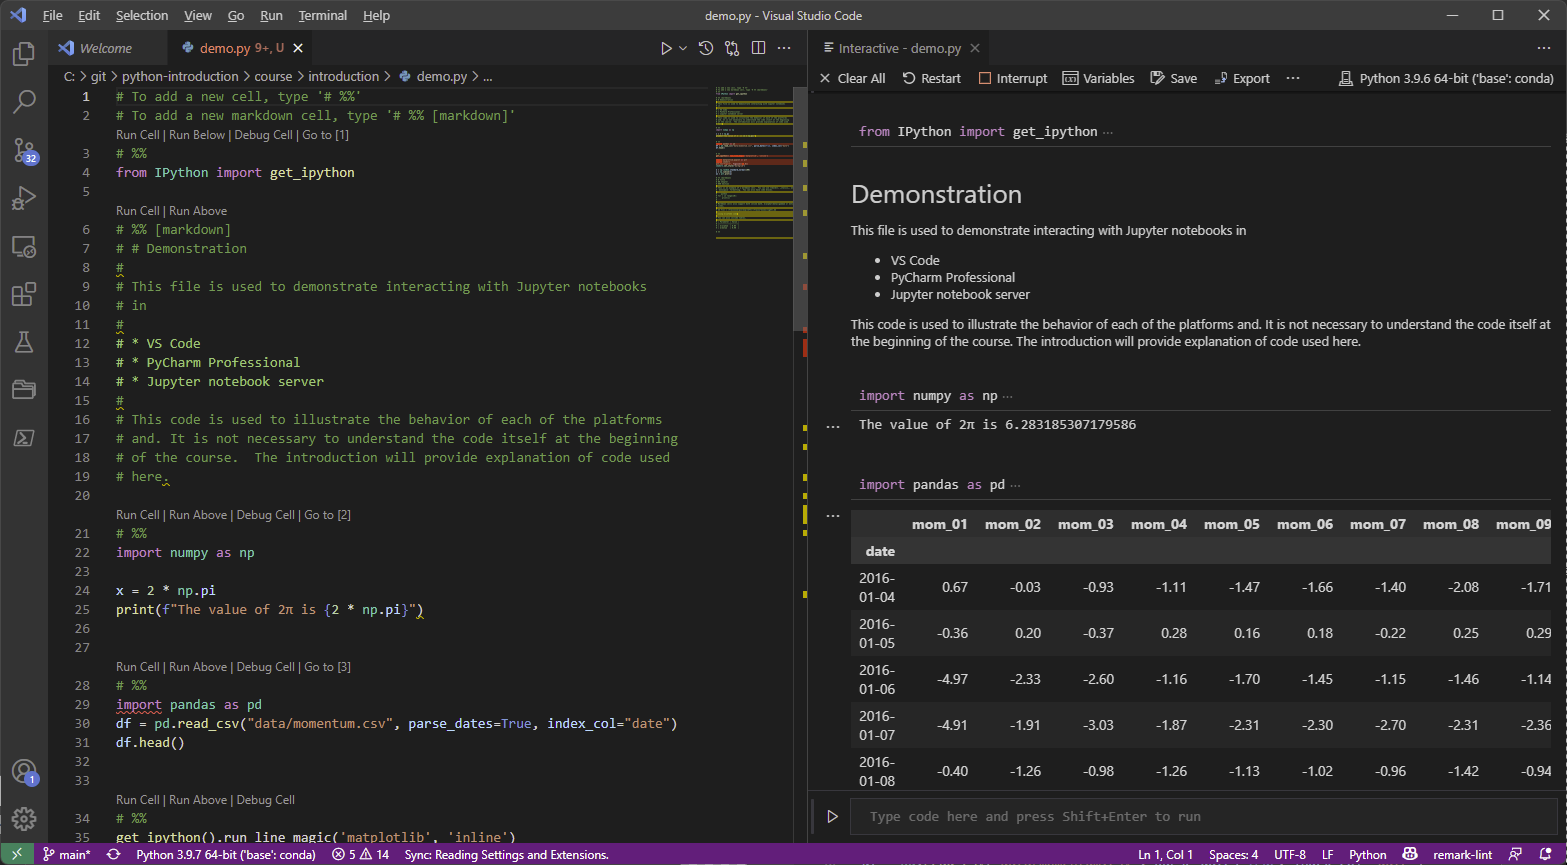 File Edit Selection View Go Run Terminal Help
demo.py - Visual Studio Code
Welcome
demo.py 9+, U
C: > git > python-introduction > course > introduction > demo.py > ...
1 # To add a new cell, type '# %%'
2 # To add a new markdown cell, type '# %% [markdown]'
Run Cell | Run Below | Debug Cell | Go to [1]
3 # %%
4 from IPython import get_ipython
5
Run Cell | Run Above
6 # %% [markdown]
7 # # Demonstration
8 #
9 # This file is used to demonstrate interacting with Jupyter notebooks
10 # in
11 #
12 # * VS Code
13 # * PyCharm Professional
14 # * Jupyter notebook server
15 #
16 # This code is used to illustrate the behavior of each of the platforms
17 # and. It is not necessary to understand the code itself at the beginning
18 # of the course.  The introduction will provide explanation of code used
19 # here.
20
Run Cell | Run Above | Debug Cell | Go to [2]
21 # %%
22 import numpy as np
23
24 x = 2 * np.pi
25 print(f"The value of 2π is {2 * np.pi}")
26
27
Run Cell | Run Above | Debug Cell | Go to [3]
28 # %%
29 import pandas as pd
30 df = pd.read_csv("data/momentum.csv", parse_dates=True, index_col="date")
31 df.head()
32
33
Run Cell | Run Above | Debug Cell
34 # %%
35 get_ipython().run_line_magic('matplotlib', 'inline')
Interactive - demo.py
Clear All Restart Interrupt Variables Save Export ... Python 3.9.6 64-bit ('base': conda)
from IPython import get_ipython ...
Demonstration
This file is used to demonstrate interacting with Jupyter notebooks in
• VS Code
• PyCharm Professional
• Jupyter notebook server
This code is used to illustrate the behavior of each of the platforms and. It is not necessary to understand the code itself at
the beginning of the course. The introduction will provide explanation of code used here.
import numpy as np ...
The value of 2π is 6.283185307179586
import pandas as pd ...
mom_01 mom_02 mom_03 mom_04 mom_05 mom_06 mom_07 mom_08 mom_09
date
2016-01-04 0.67 -0.03 -0.93 -1.11 -1.47 -1.66 -1.40 -2.08 -1.71
2016-01-05 -0.36 0.20 -0.37 0.28 0.16 0.18 -0.22 0.25 0.29
2016-01-06 -4.97 -2.33 -2.60 -1.16 -1.70 -1.45 -1.15 -1.46 -1.14
2016-01-07 -4.91 -1.91 -3.03 -1.87 -2.31 -2.30 -2.70 -2.31 -2.36
2016-01-08 -0.40 -1.26 -0.98 -1.26 -1.13 -1.02 -0.96 -1.42 -0.94
Type code here and press Shift+Enter to run
32
1
main* Python 3.9.7 64-bit ('base': conda) 5 14 Sync: Reading Settings and Extensions.
Ln 1, Col 1 Spaces: 4 UTF-8 LF Python remark-lint